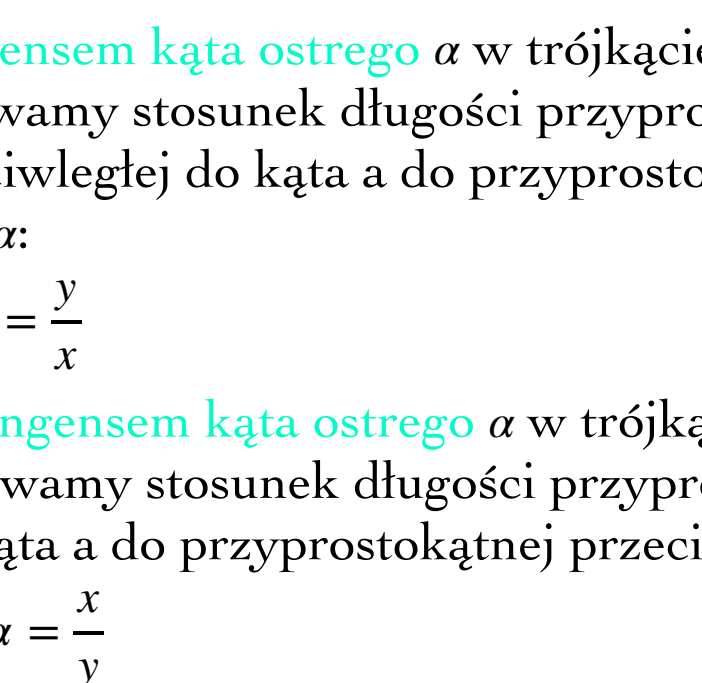 ensem kąta ostrego α w trójkącie
wamy stosunek długości przypro
iwległej do kąta a do przyprosto
α:
= y/x
ngensem kąta ostrego α w trójką
wamy stosunek długości przypr
ąta a do przyprostokątnej przeci
α = x/y